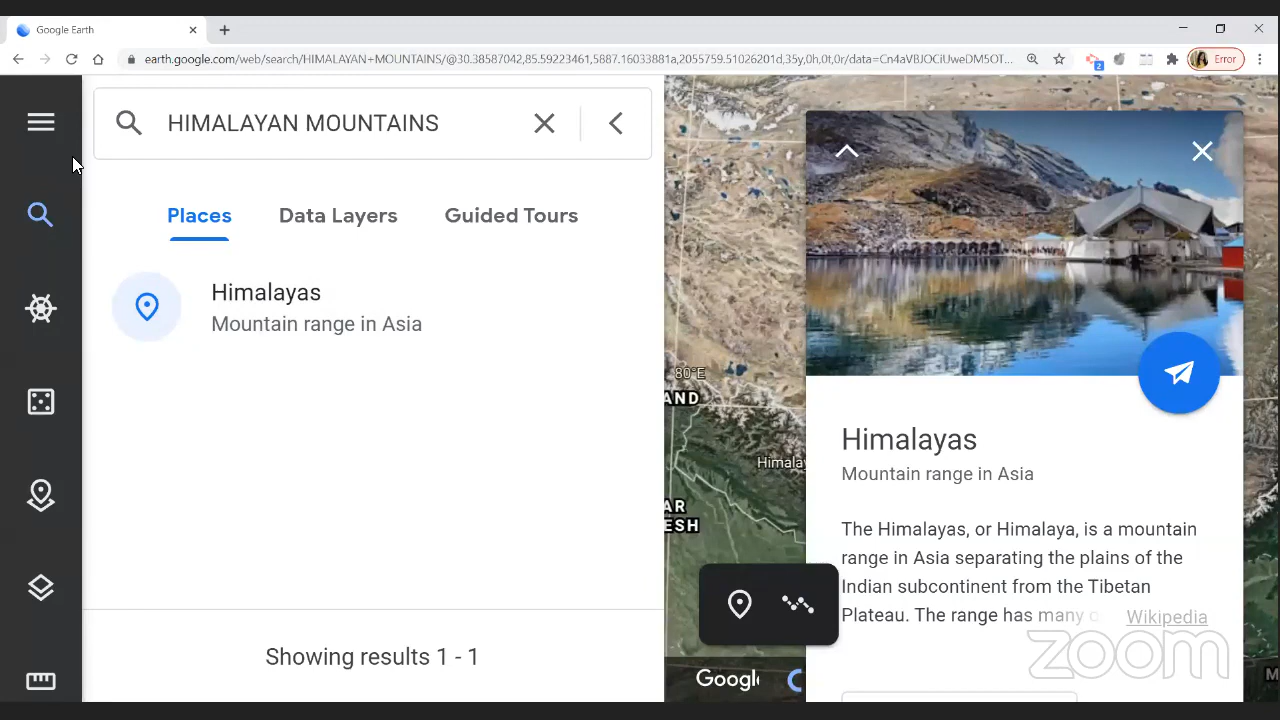 Google Earth
earth.google.com/web/search/HIMALAYAN+MOUNTAINS/@30.38587042,85.59223461,5887.16033881a,2055759.51026201d,35y,0h,0t,0r/data=Cn4aVBJOCiUweDM5OT...
2
Error
HIMALAYAN MOUNTAINS
Places
Data Layers
Guided Tours
Himalayas
Mountain range in Asia
Showing results 1 - 1
80°E
AND
Himalay
AR
ESH
Google
Himalayas
Mountain range in Asia
The Himalayas, or Himalaya, is a mountain
range in Asia separating the plains of the
Indian subcontinent from the Tibetan
Plateau. The range has many c
Wikipedia
zoom
M